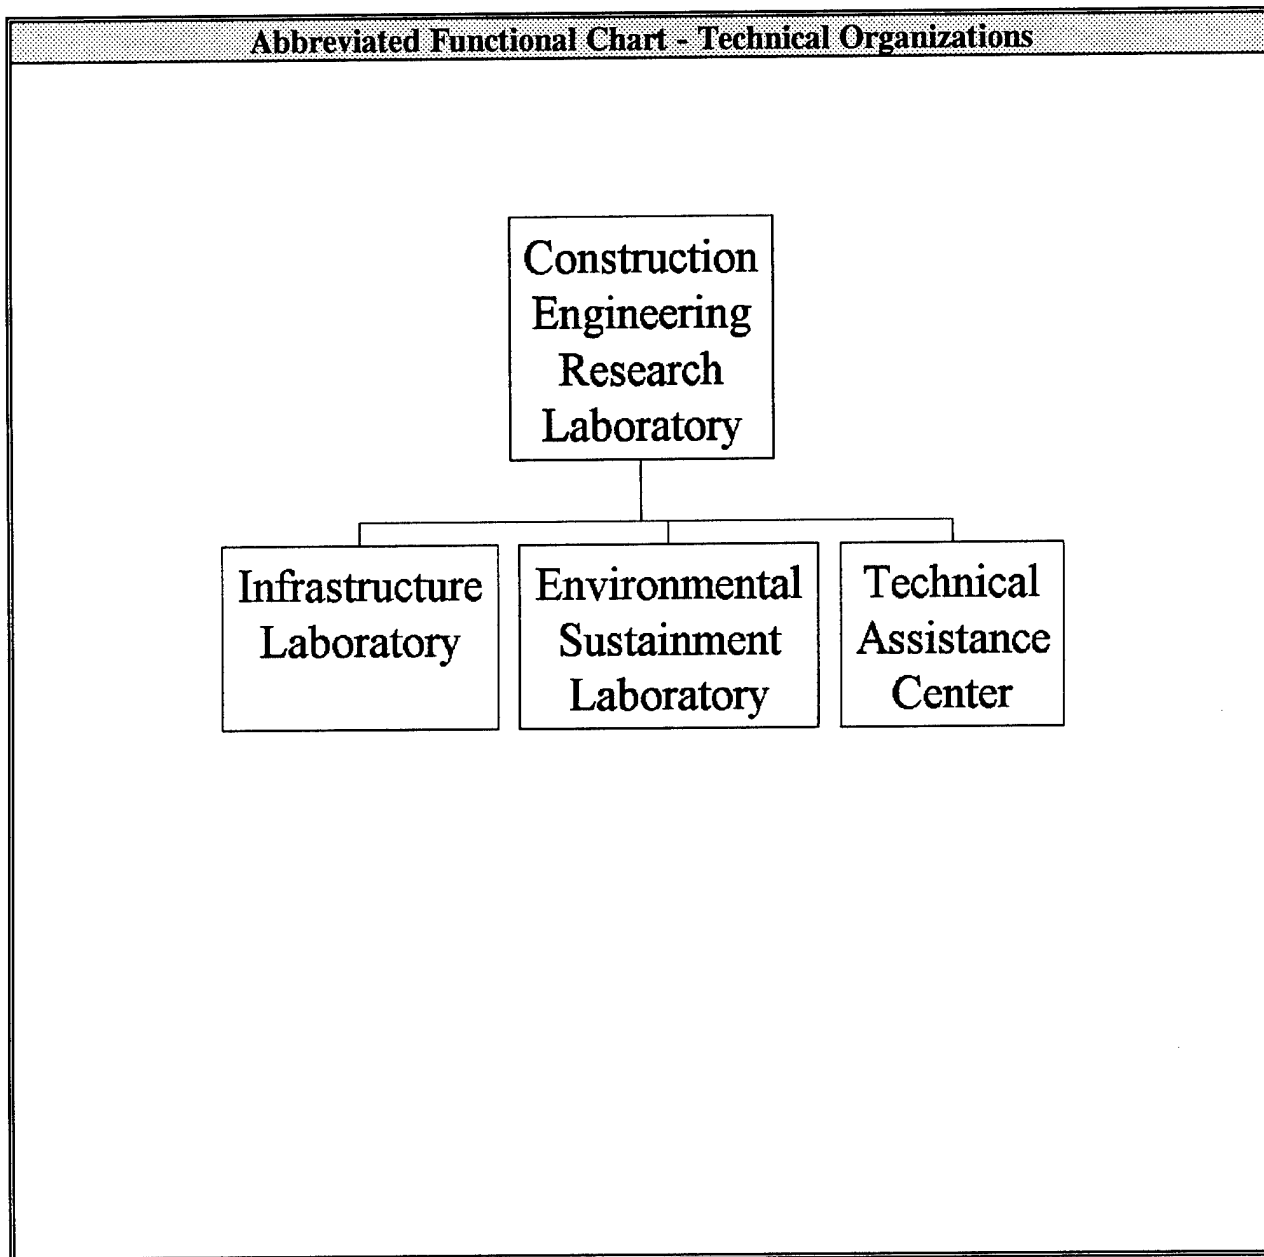 Abbreviated Functional Chart - Technical Organizations
Construction
Engineering
Research
Laboratory
Infrastructure
Laboratory
Environmental
Sustainment
Laboratory
Technical
Assistance
Center